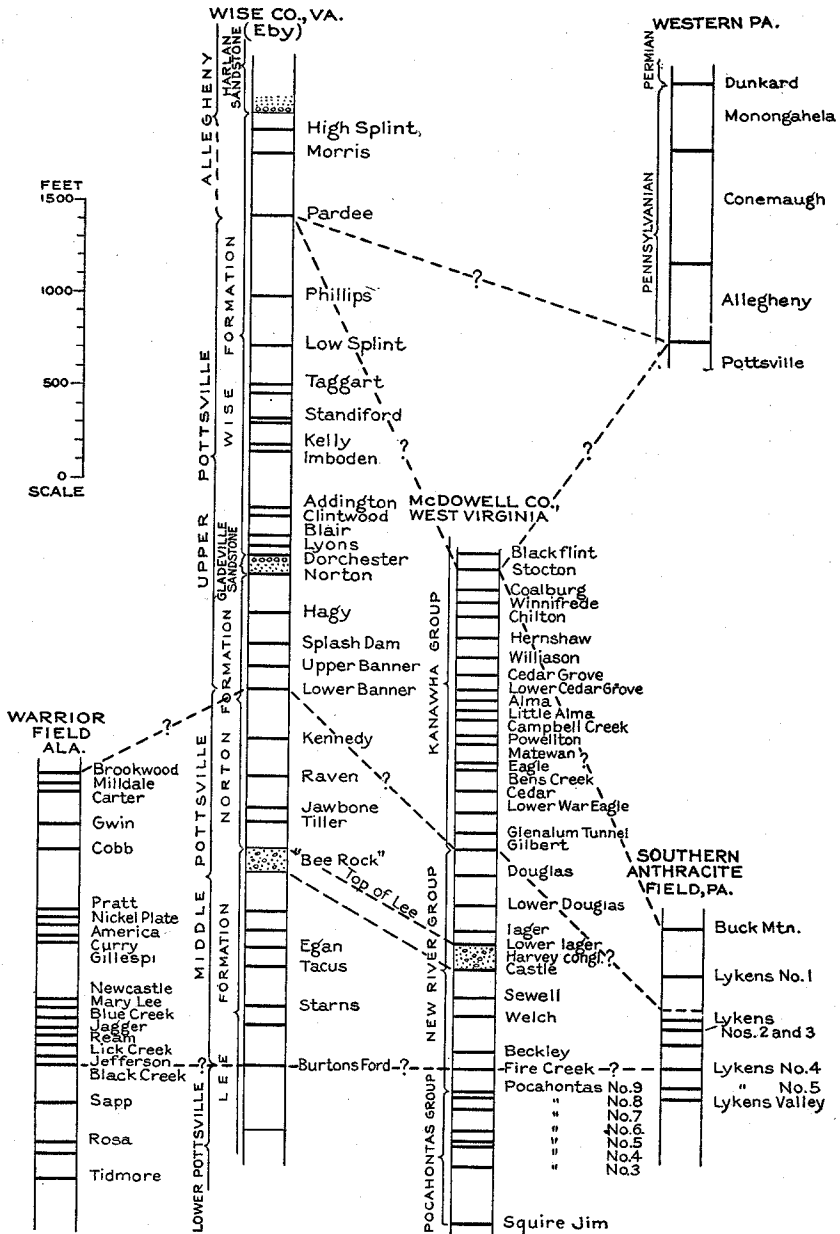 WISE CO., VA.
(Eby)
ALLEGHENY
HARLAN
SANDSTONE
High Splint,
Morris
Pardee
Phillips
Low Splint
Taggart
Standiford
Kelly
Imboden
Addington
Clintwood
Blair
Lyons
Dorchester
Norton
Hagy
Splash Dam
Upper Banner
Lower Banner
Kennedy
Raven
Jawbone
Tiller
"Bee Rock"
Egan
Tacus
Starns
Burtons Ford
UPPER POTTSVILLE
MIDDLE POTTSVILLE
LOWER POTTSVILLE
WISE FORMATION
GLADEVILLE
SANDSTONE
NORTON FORMATION
LEE FORMATION
FEET
1500
1000
500
0
SCALE
WESTERN PA.
PERMIAN
PENNSYLVANIAN
Dunkard
Monongahela
Conemaugh
Allegheny
Pottsville
?
?
?
McDOWELL CO.,
WEST VIRGINIA
KANAWHA GROUP
NEW RIVER GROUP
POCAHONTAS GROUP
Black flint
Stocton
Coalburg
Winnifrede
Chilton
Hernshaw
Williason
Cedar Grove
Lower Cedar Grove
Alma
Little Alma
Campbell Creek
Powellton
Matewan
Eagle
Bens Creek
Cedar
Lower War Eagle
Glenalum Tunnel
Gilbert
Douglas
Lower Douglas
Iager
Lower Iager
Harvey congl.
Castle
Sewell
Welch
Beckley
Fire Creek
Pocahontas No.9
" No.8
" No.7
" No.6
" No.5
" No.4
" No.3
Squire Jim
Top of Lee
?
?
?
?
WARRIOR
FIELD
ALA.
Brookwood
Milldale
Carter
Gwin
Cobb
Pratt
Nickel Plate
America
Curry
Gillespi
Newcastle
Mary Lee
Blue Creek
Jagger
Ream
Lick Creek
Jefferson
Black Creek
Sapp
Rosa
Tidmore
?
?
?
SOUTHERN
ANTHRACITE
FIELD, PA.
Buck Mtn.
Lykens No.1
Lykens
Nos. 2 and 3
Lykens No.4
" No.5
Lykens Valley
?